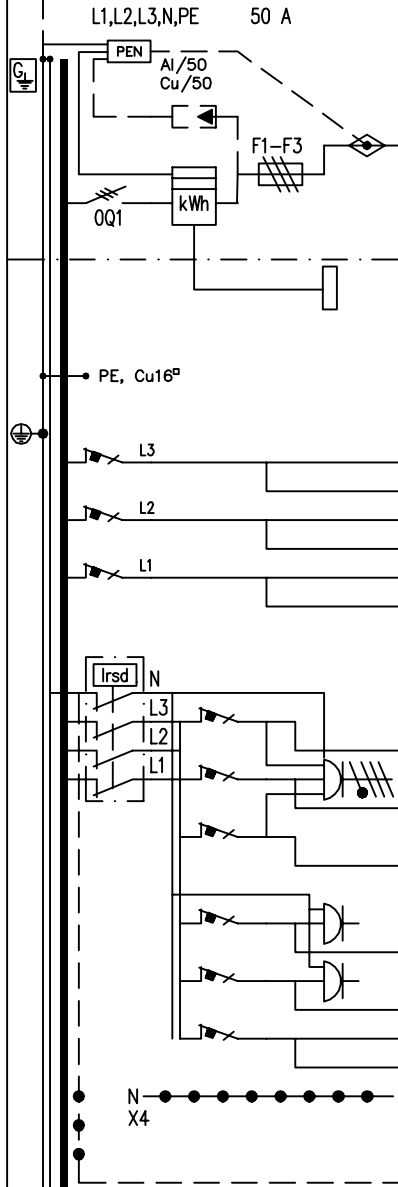 L1,L2,L3,N,PE 50 A
PEN
G
Al/50
Cu/50
F1-F3
kWh
0Q1
PE, Cu16▫
L3
L2
L1
Irsd N
L3
L2
L1
N
X4